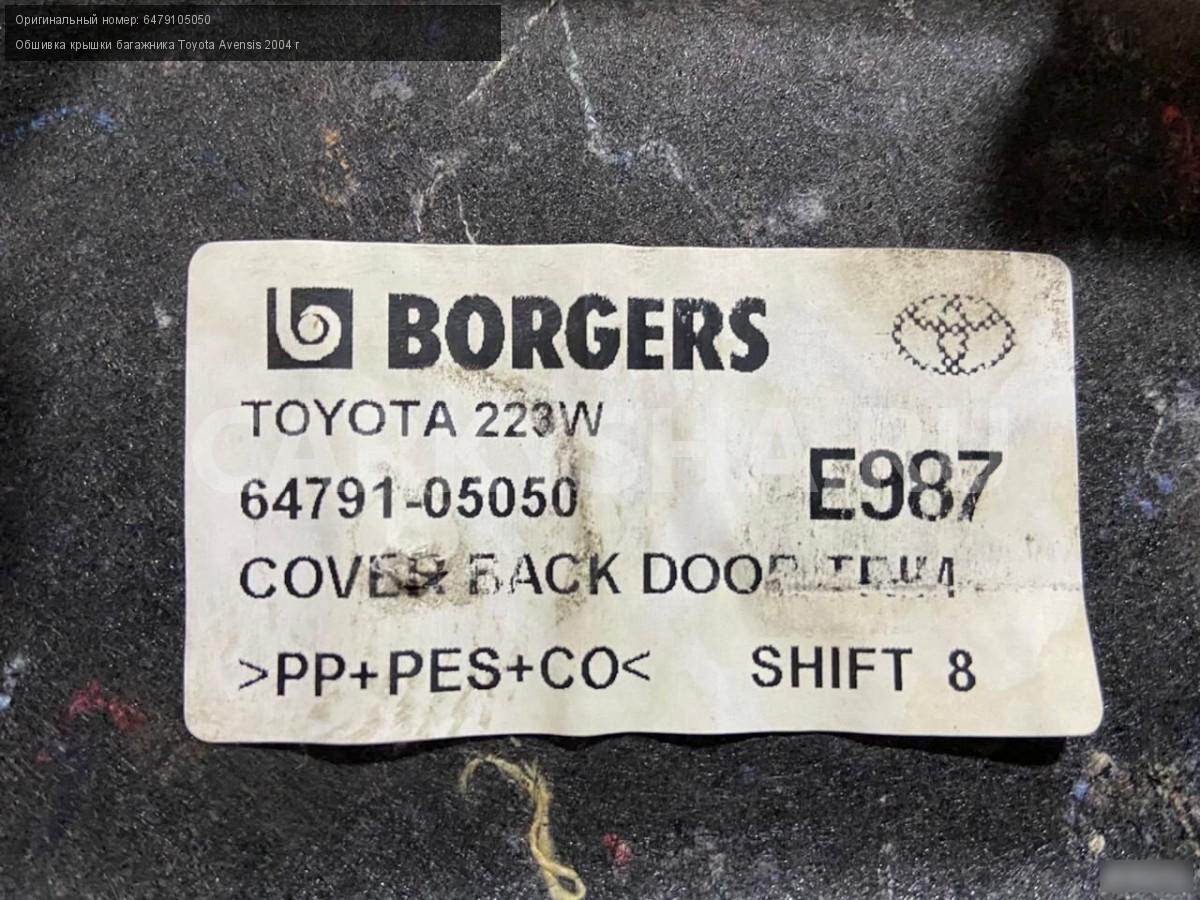 Оригинальный номер: 6479105050
Обшивка крышки багажника Toyota Avensis 2004 г
BORGERS
TOYOTA 223W
64791-05050
E987
COVER BACK DOOR TRIM
>PP+PES+CO<
SHIFT 8